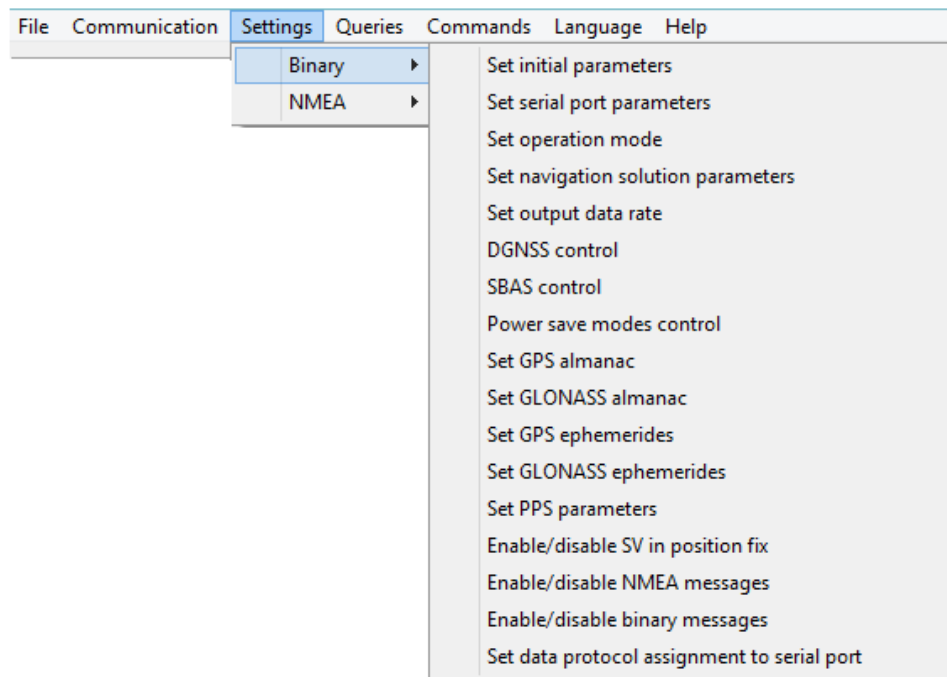 File Communication Settings Queries Commands Language Help
Binary
NMEA
Set initial parameters
Set serial port parameters
Set operation mode
Set navigation solution parameters
Set output data rate
DGNSS control
SBAS control
Power save modes control
Set GPS almanac
Set GLONASS almanac
Set GPS ephemerides
Set GLONASS ephemerides
Set PPS parameters
Enable/disable SV in position fix
Enable/disable NMEA messages
Enable/disable binary messages
Set data protocol assignment to serial port